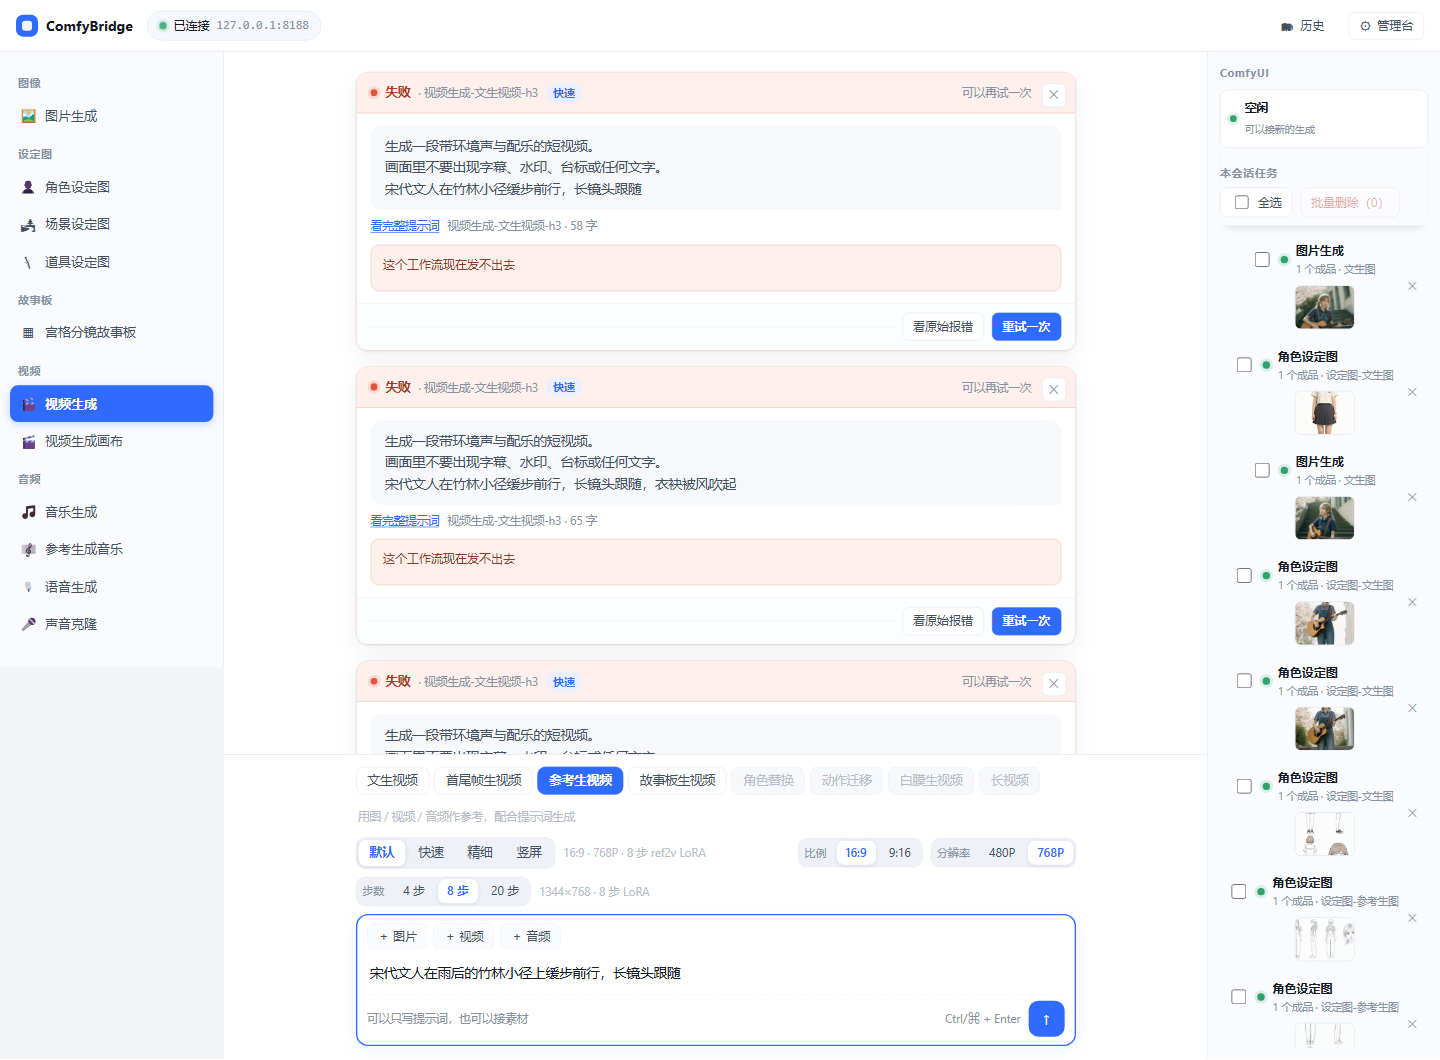 ComfyBridge
已连接 127.0.0.1:8188
历史
管理台
图像
图片生成
设定图
角色设定图
场景设定图
道具设定图
故事板
宫格分镜故事板
视频
视频生成
视频生成画布
音频
音乐生成
参考生成音乐
语音生成
声音克隆
失败 · 视频生成-文生视频-h3 快速 可以再试一次
生成一段带环境声与配乐的短视频。
画面里不要出现字幕、水印、台标或任何文字。
宋代文人在竹林小径缓步前行，长镜头跟随
看完整提示词 视频生成-文生视频-h3 · 58 字
这个工作流现在发不出去
看原始报错 重试一次
失败 · 视频生成-文生视频-h3 快速 可以再试一次
生成一段带环境声与配乐的短视频。
画面里不要出现字幕、水印、台标或任何文字。
宋代文人在竹林小径缓步前行，长镜头跟随，衣袂被风吹起
看完整提示词 视频生成-文生视频-h3 · 65 字
这个工作流现在发不出去
看原始报错 重试一次
失败 · 视频生成-文生视频-h3 快速 可以再试一次
生成一段带环境声与配乐的短视频。
画面里不要出现字幕、水印、台标或任何文字。
文生视频 首尾帧生视频 参考生视频 故事板生视频 角色替换 动作迁移 白膜生视频 长视频
用图 / 视频 / 音频作参考，配合提示词生成
默认 快速 精细 竖屏 16:9 · 768P · 8 步 ref2v LoRA 比例 16:9 9:16 分辨率 480P 768P
步数 4 步 8 步 20 步 1344×768 · 8 步 LoRA
+ 图片 + 视频 + 音频
宋代文人在雨后的竹林小径上缓步前行，长镜头跟随
可以只写提示词，也可以接素材 Ctrl/⌘ + Enter ↑
ComfyUI
空闲
可以接新的生成
本会话任务
全选 批量删除（0）
图片生成
1 个成品 · 文生图
角色设定图
1 个成品 · 设定图-文生图
图片生成
1 个成品 · 文生图
角色设定图
1 个成品 · 设定图-文生图
角色设定图
1 个成品 · 设定图-文生图
角色设定图
1 个成品 · 设定图-文生图
角色设定图
1 个成品 · 设定图-参考生图
角色设定图
1 个成品 · 设定图-参考生图